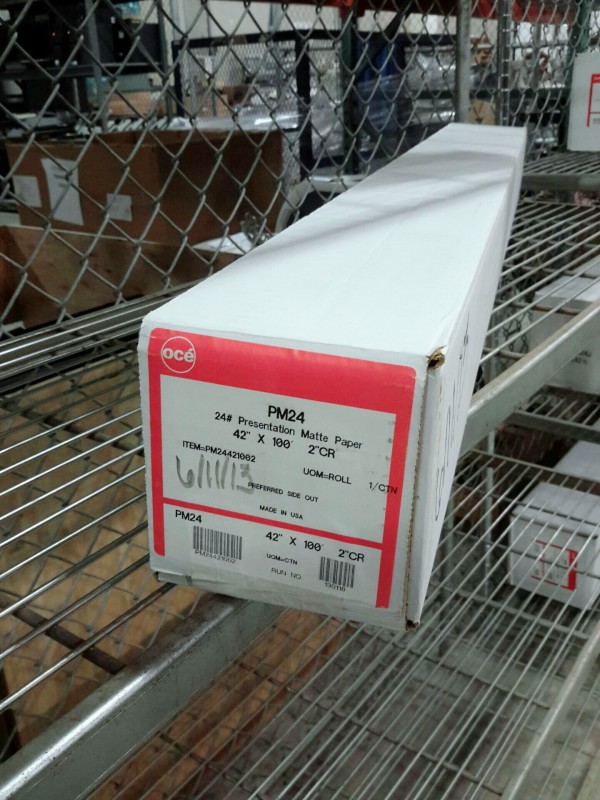 océ
PM24
24# Presentation Matte Paper
42" X 100' 2"CR
ITEM=PM24421002
UOM=ROLL 1/CTN
6/11/13
PREFERRED SIDE OUT
MADE IN USA
PM24 42" X 100' 2"CR
PM24421002
UOM=CTN
RUN NO